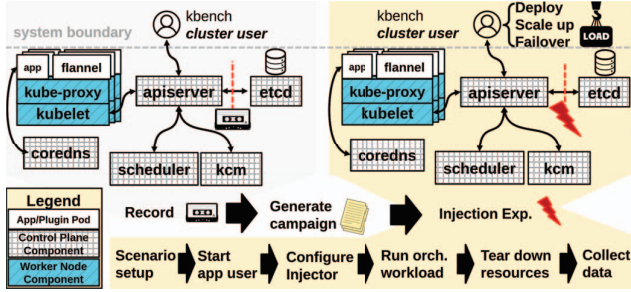 system boundary
kbench
cluster user
app
flannel
kube-proxy
kubelet
apiserver
etcd
coredns
scheduler
kcm
kbench
cluster user
Deploy
Scale up
Failover
LOAD
app
flannel
kube-proxy
kubelet
apiserver
etcd
coredns
scheduler
kcm
Legend
App/Plugin Pod
Control Plane
Component
Worker Node
Component
Record
Generate
campaign
Injection Exp.
Scenario
setup
Start
app user
Configure
Injector
Run orch.
workload
Tear down
resources
Collect
data